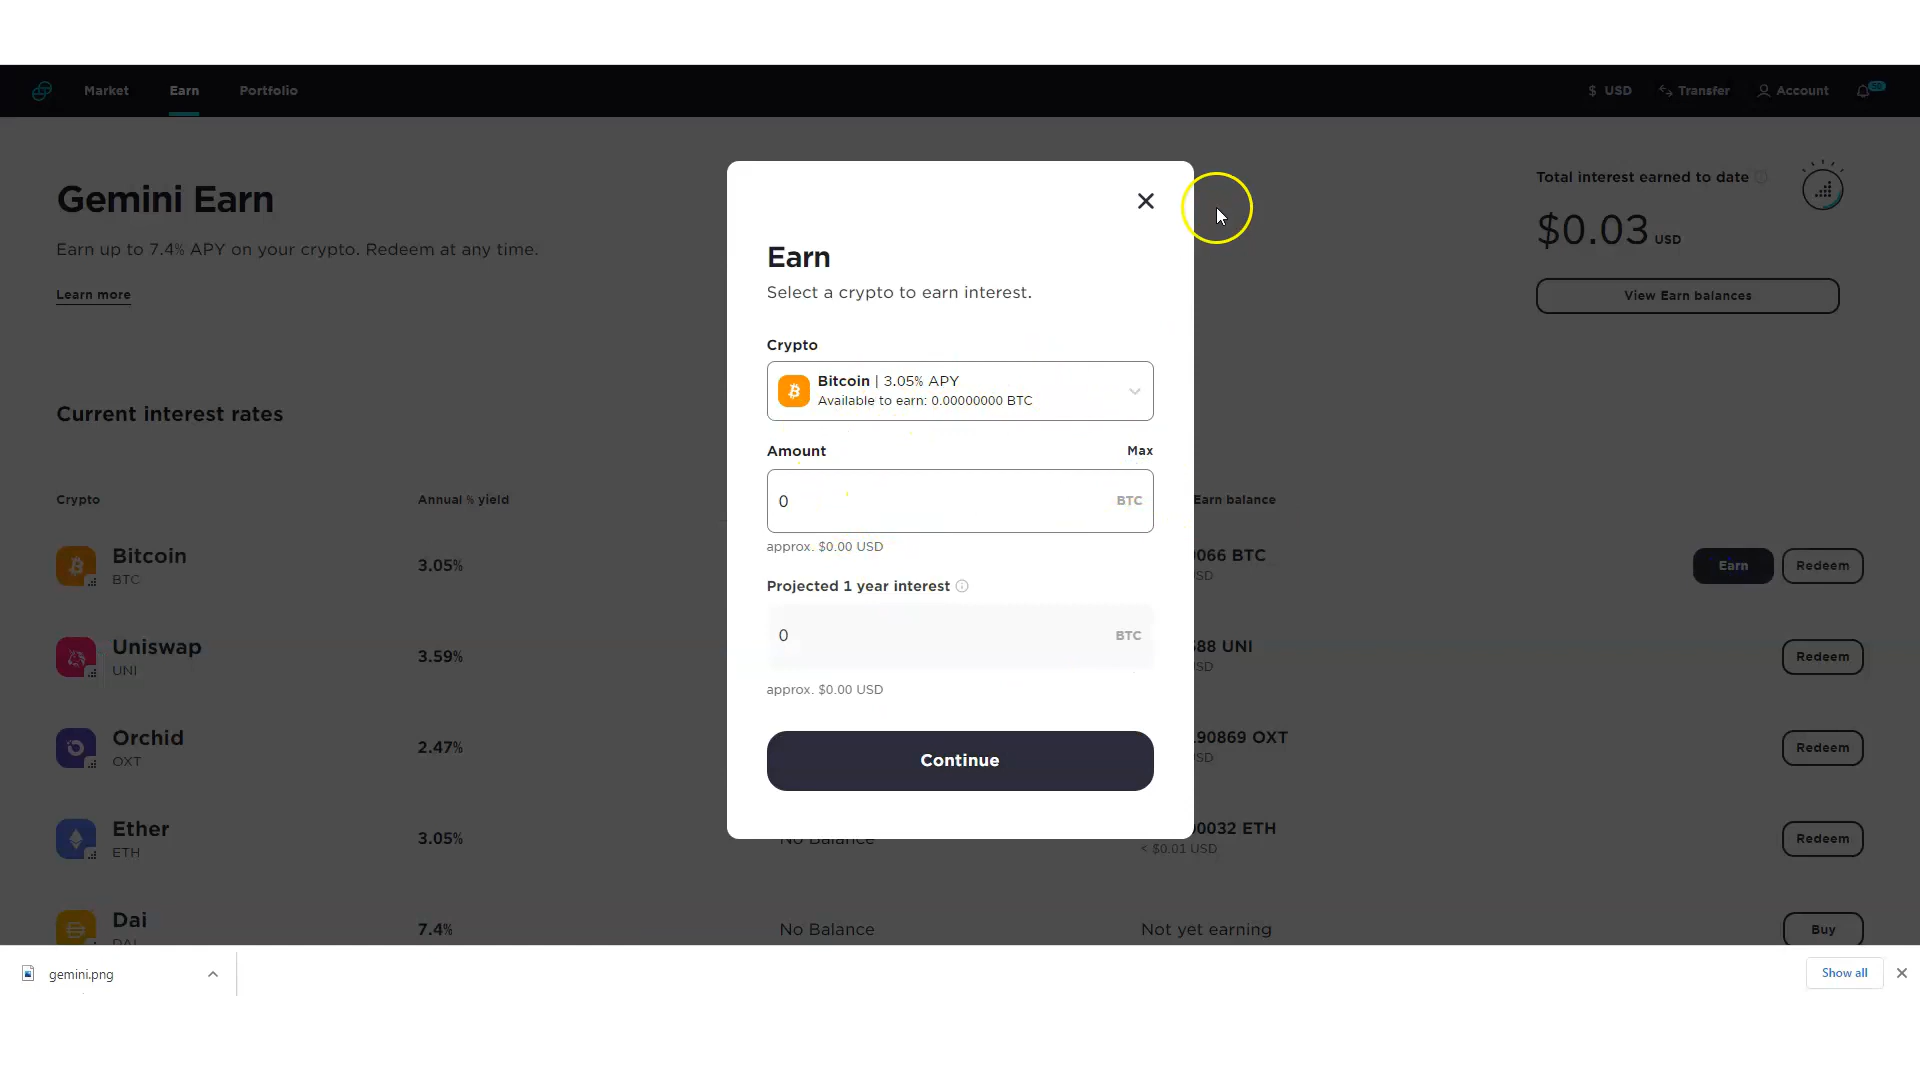 Market Earn Portfolio $ USD Transfer Account
Gemini Earn
Earn up to 7.4% APY on your crypto. Redeem at any time.
Learn more
Total interest earned to date
$0.03 USD
View Earn balances
Earn
Select a crypto to earn interest.
Crypto
Bitcoin | 3.05% APY
Available to earn: 0.00000000 BTC
Amount Max
0 BTC
approx. $0.00 USD
Projected 1 year interest
0 BTC
approx. $0.00 USD
Continue
Current interest rates
Crypto Annual % yield Earn balance
Bitcoin
BTC
3.05%
066 BTC
SD
Earn
Redeem
Uniswap
UNI
3.59%
88 UNI
SD
Redeem
Orchid
OXT
2.47%
.90869 OXT
SD
Redeem
Ether
ETH
3.05%
No Balance
0032 ETH
< $0.01 USD
Redeem
Dai
DAI
7.4%
No Balance
Not yet earning
Buy
gemini.png
Show all